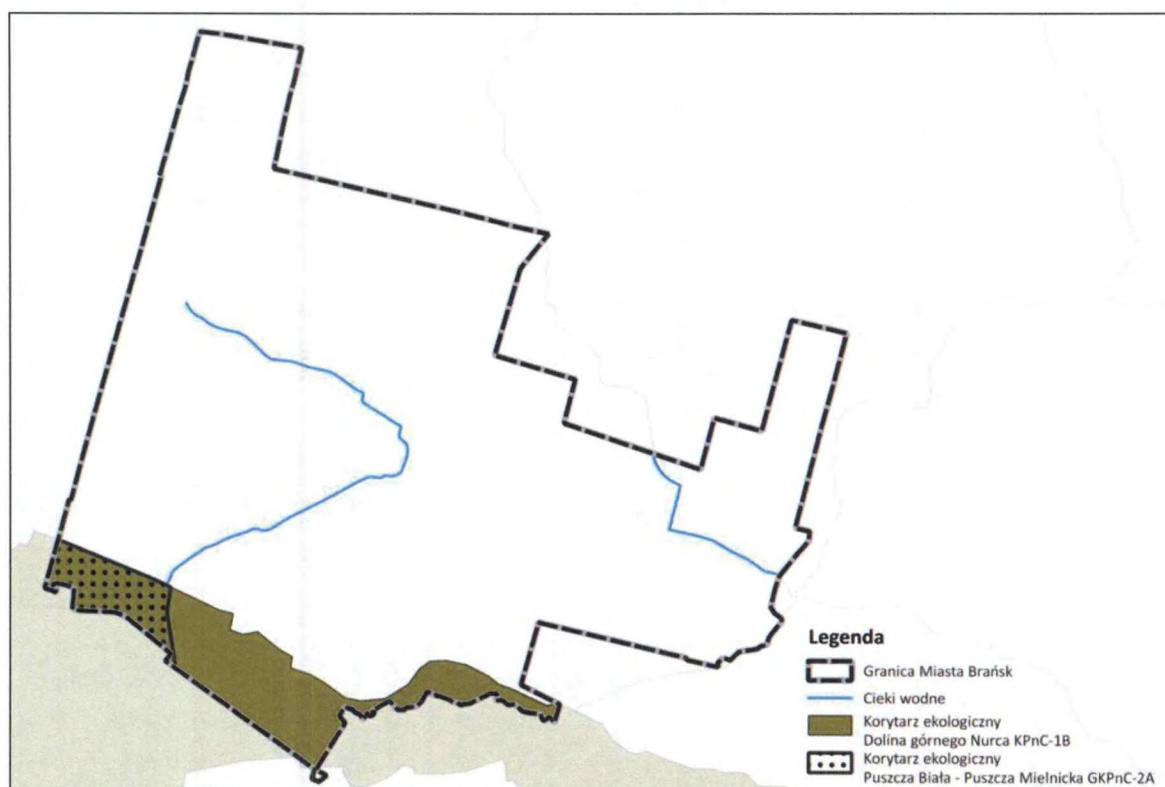 Legenda
Granica Miasta Brańsk
Cieki wodne
Korytarz ekologiczny
Dolina górnego Nurca KPnC-1B
Korytarz ekologiczny
Puszcza Biała - Puszcza Mielnicka GKPnC-2A